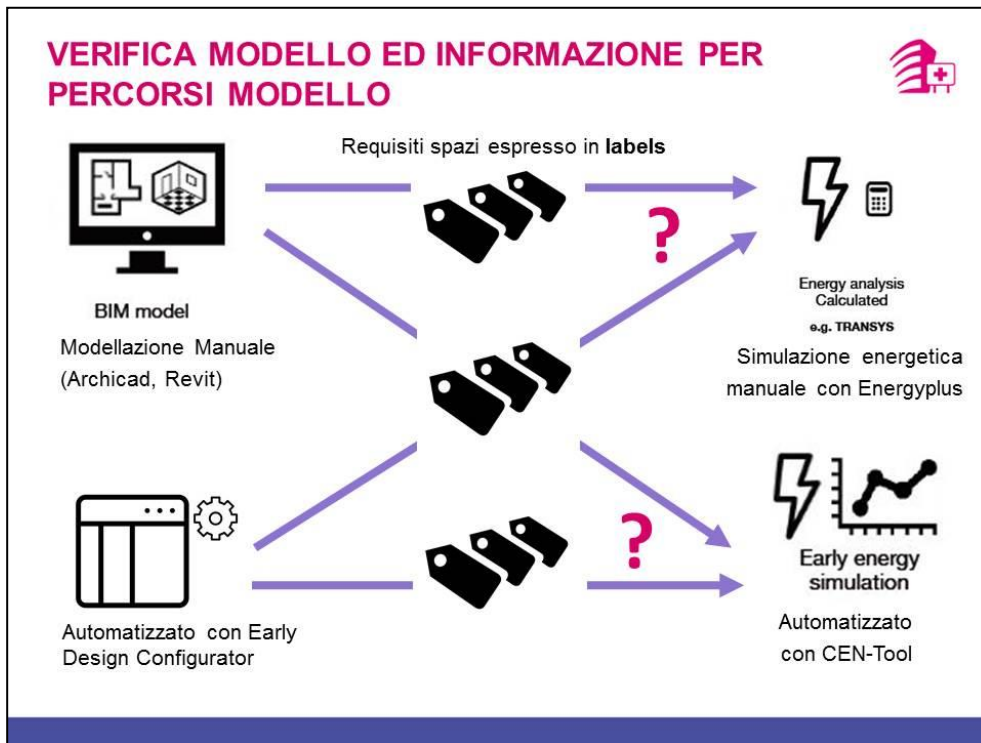 VERIFICA MODELLO ED INFORMAZIONE PER
PERCORSI MODELLO
Requisiti spazi espresso in labels
?
BIM model
Modellazione Manuale
(Archicad, Revit)
Energy analysis
Calculated
e.g. TRANSYS
Simulazione energetica
manuale con Energyplus
?
Automatizzato con Early
Design Configurator
Early energy
simulation
Automatizzato
con CEN-Tool